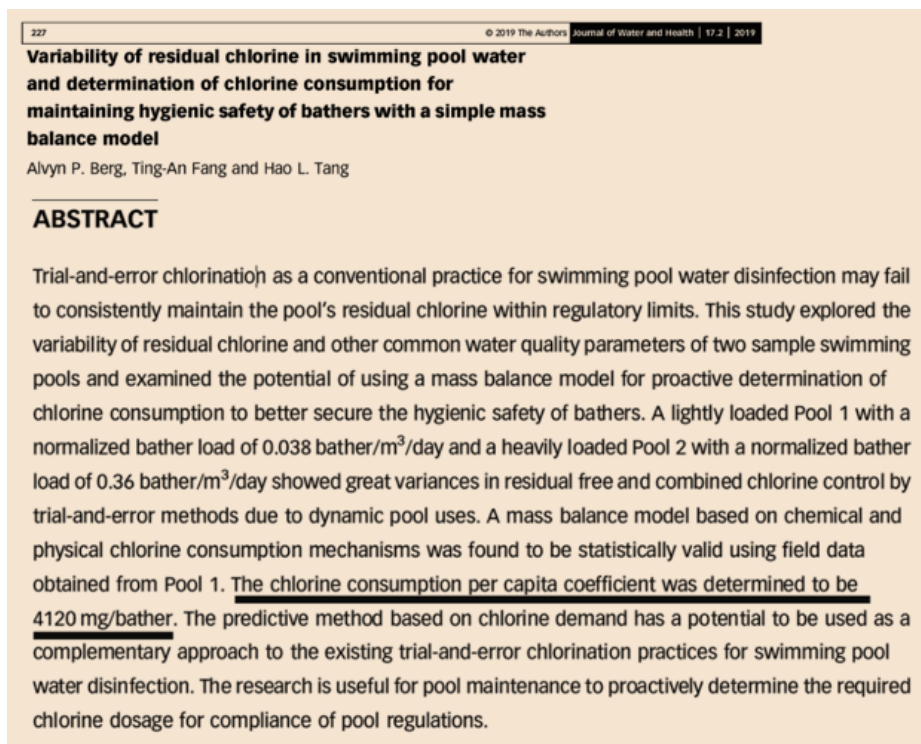 227 © 2019 The Authors Journal of Water and Health | 17.2 | 2019
Variability of residual chlorine in swimming pool water
and determination of chlorine consumption for
maintaining hygienic safety of bathers with a simple mass
balance model
Alvyn P. Berg, Ting-An Fang and Hao L. Tang
ABSTRACT
Trial-and-error chlorination as a conventional practice for swimming pool water disinfection may fail
to consistently maintain the pool's residual chlorine within regulatory limits. This study explored the
variability of residual chlorine and other common water quality parameters of two sample swimming
pools and examined the potential of using a mass balance model for proactive determination of
chlorine consumption to better secure the hygienic safety of bathers. A lightly loaded Pool 1 with a
normalized bather load of 0.038 bather/m³/day and a heavily loaded Pool 2 with a normalized bather
load of 0.36 bather/m³/day showed great variances in residual free and combined chlorine control by
trial-and-error methods due to dynamic pool uses. A mass balance model based on chemical and
physical chlorine consumption mechanisms was found to be statistically valid using field data
obtained from Pool 1. The chlorine consumption per capita coefficient was determined to be
4120 mg/bather. The predictive method based on chlorine demand has a potential to be used as a
complementary approach to the existing trial-and-error chlorination practices for swimming pool
water disinfection. The research is useful for pool maintenance to proactively determine the required
chlorine dosage for compliance of pool regulations.